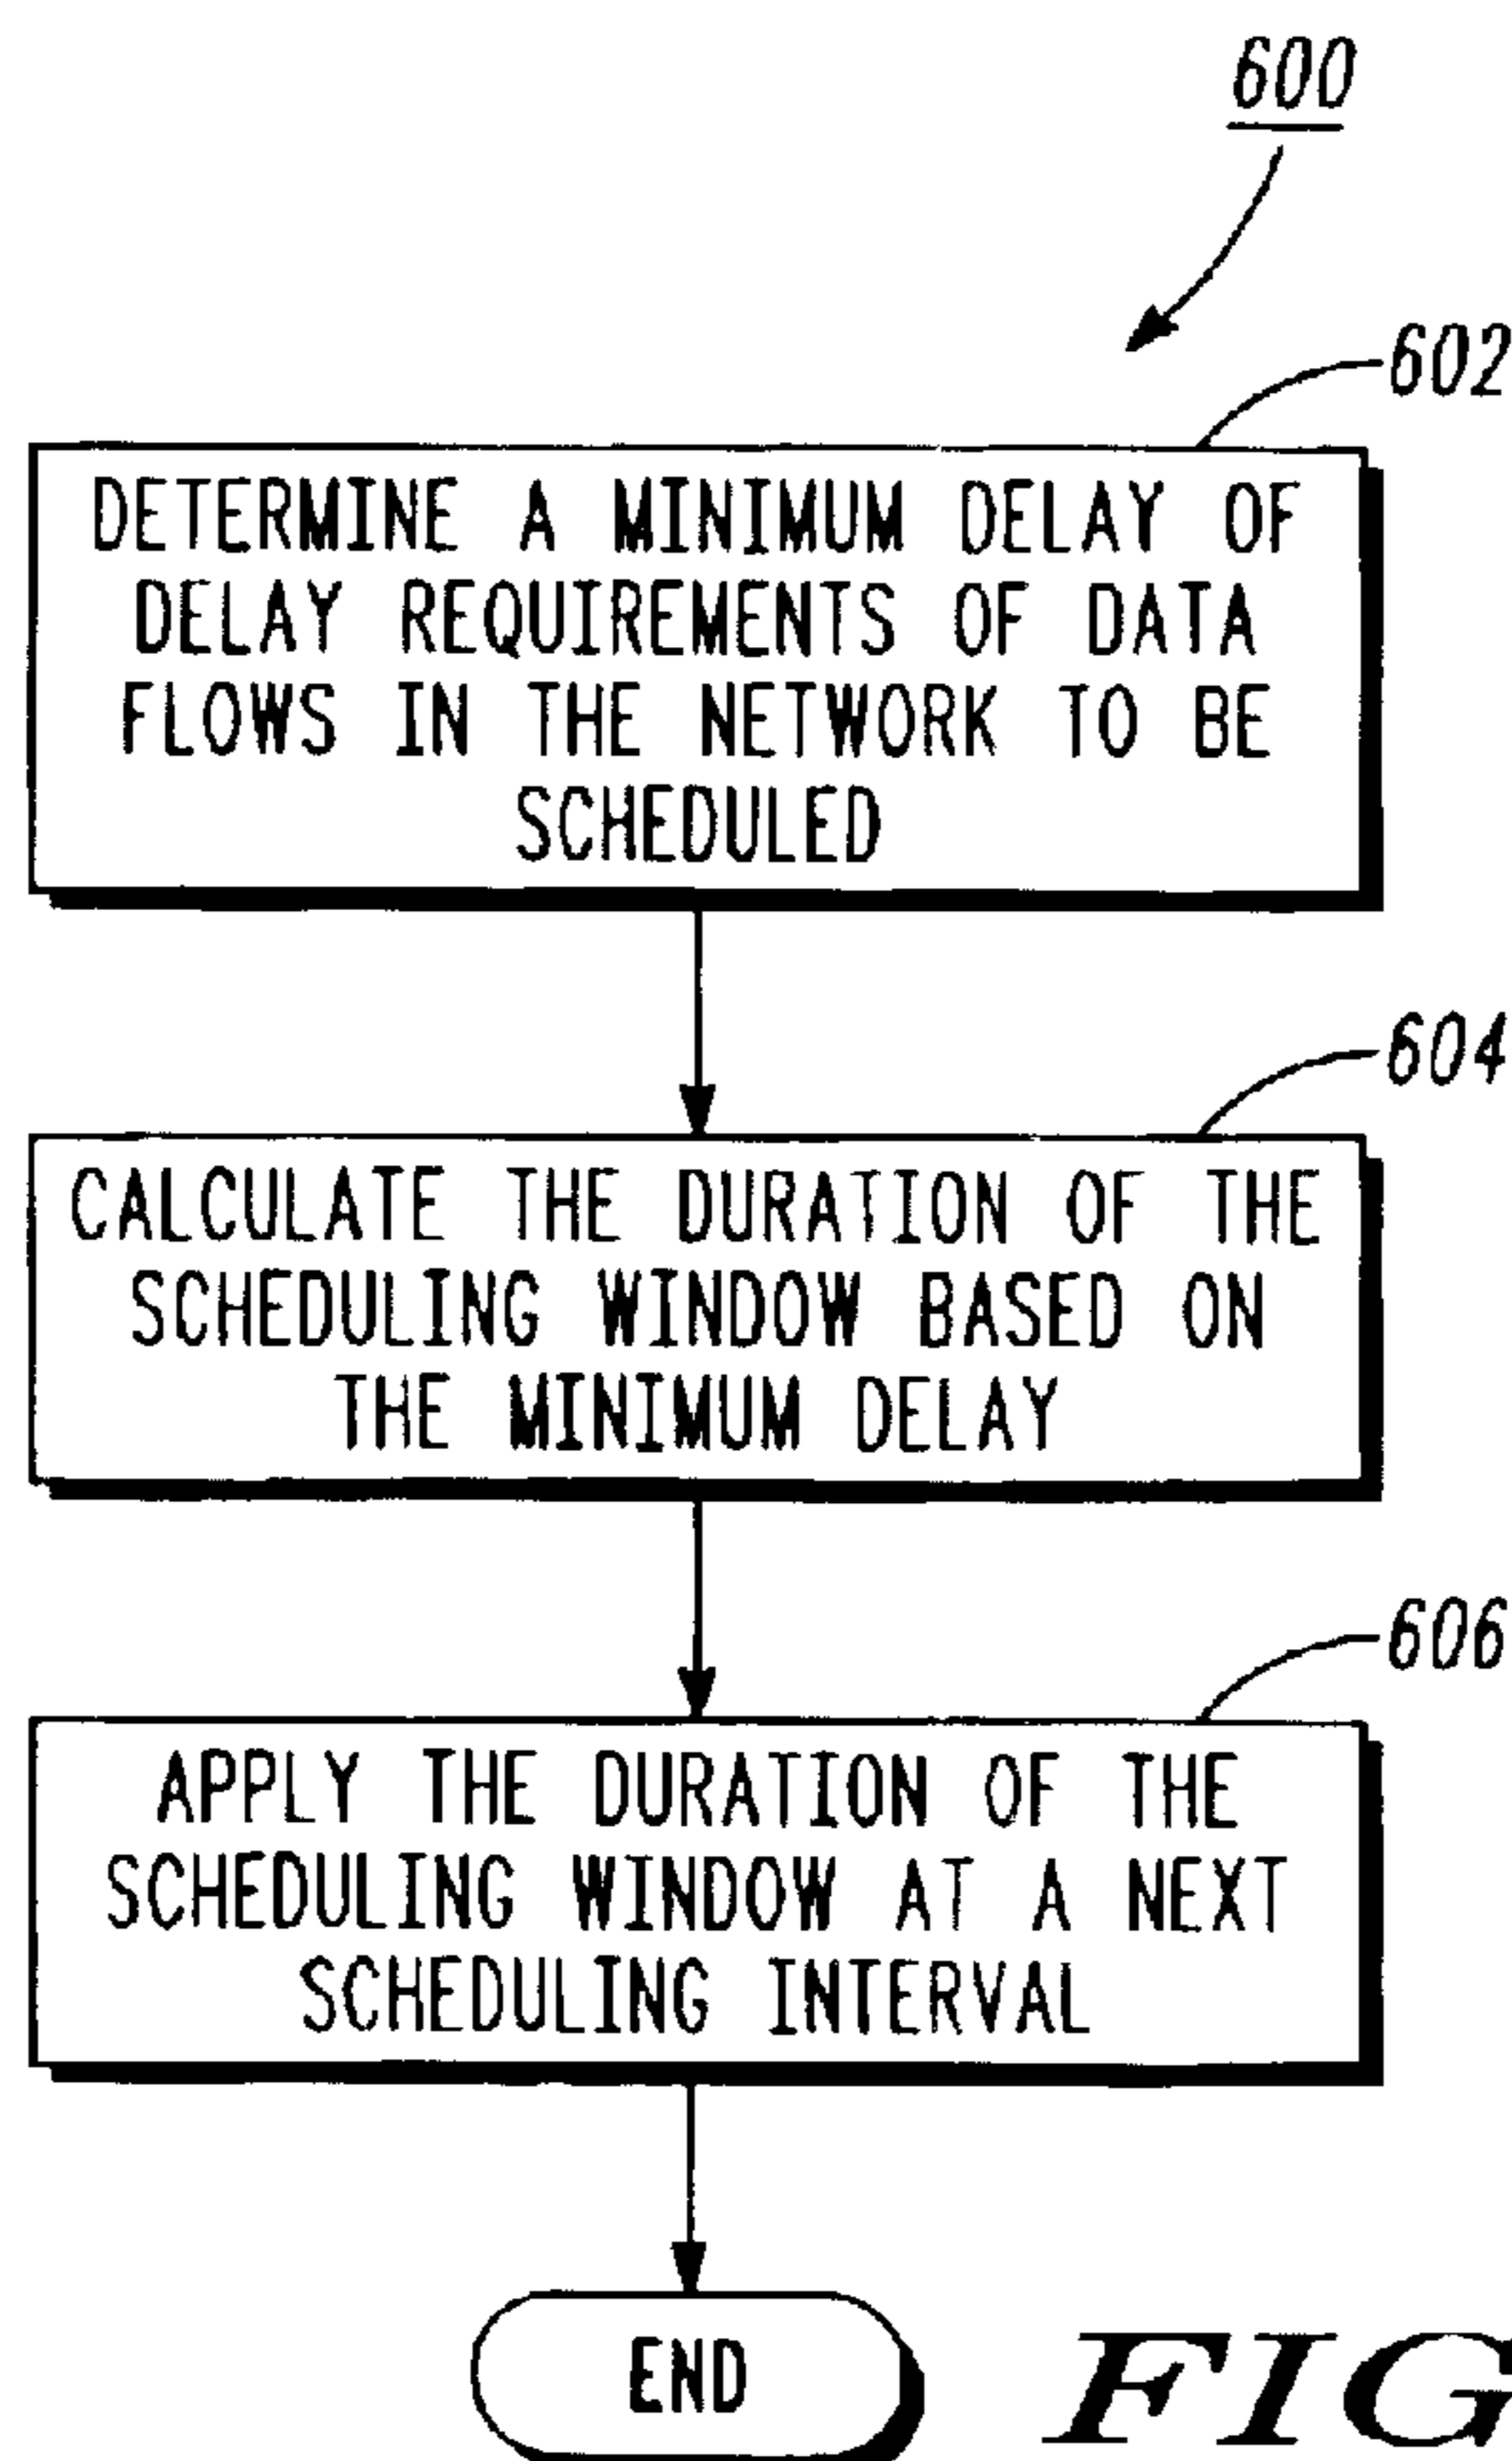 600
602
DETERMINE A MINIMUM DELAY OF
DELAY REQUIREMENTS OF DATA
FLOWS IN THE NETWORK TO BE
SCHEDULED
604
CALCULATE THE DURATION OF THE
SCHEDULING WINDOW BASED ON
THE MINIMUM DELAY
606
APPLY THE DURATION OF THE
SCHEDULING WINDOW AT A NEXT
SCHEDULING INTERVAL
END
FIG